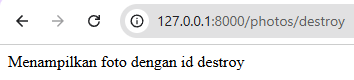 127.0.0.1:8000/photos/destroy
Menampilkan foto dengan id destroy